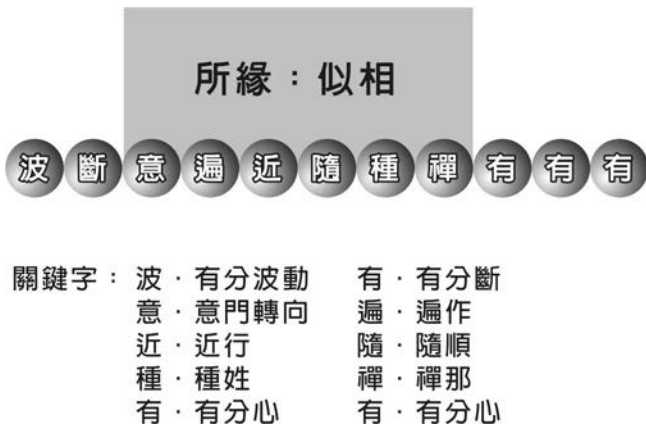 所緣：似相
波斷意遍近隨種禪有有有
關鍵字：波．有分波動 有．有分斷
意．意門轉向 遍．遍作
近．近行 隨．隨順
種．種姓 禪．禪那
有．有分心 有．有分心